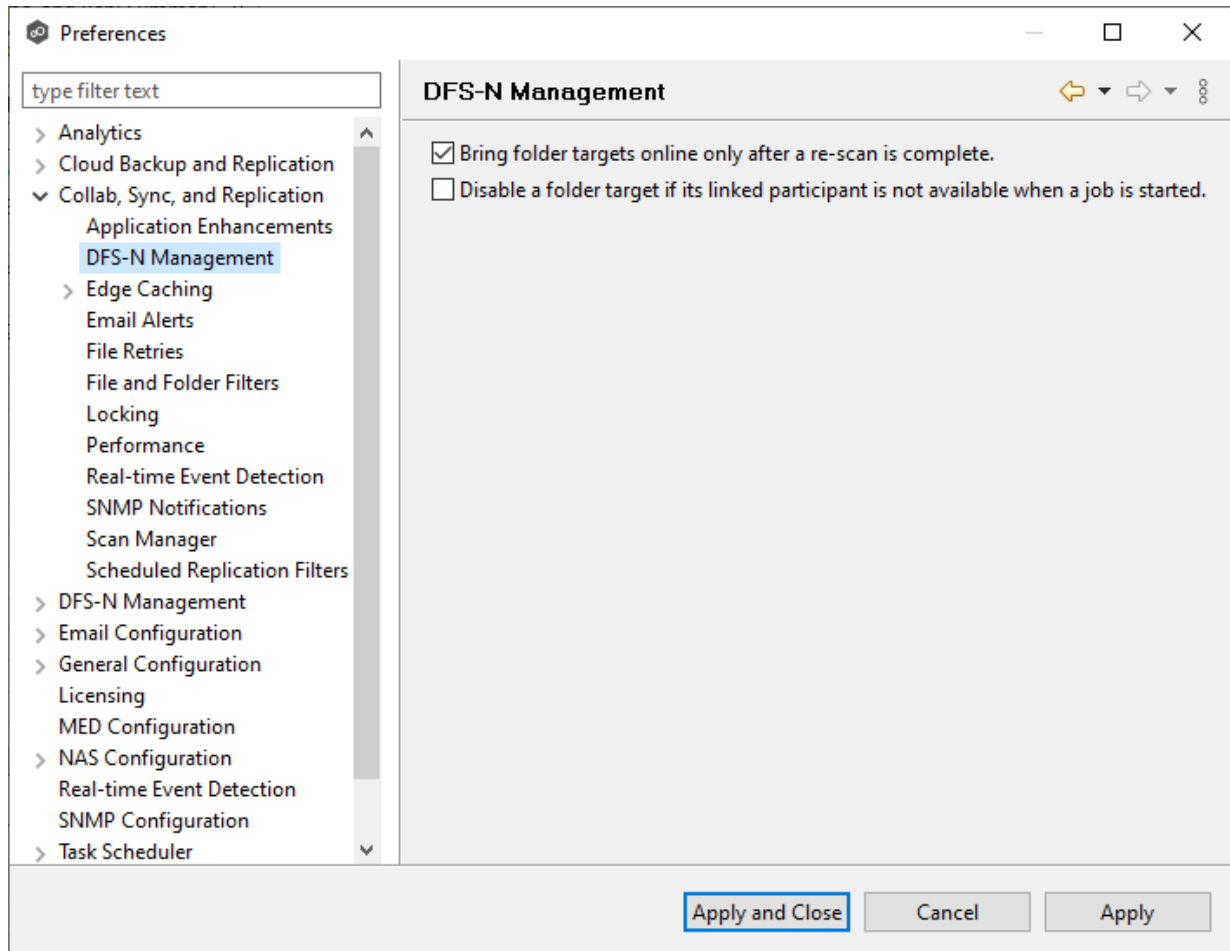 Preferences
type filter text
DFS-N Management
Analytics
Cloud Backup and Replication
Collab, Sync, and Replication
Application Enhancements
DFS-N Management
Edge Caching
Email Alerts
File Retries
File and Folder Filters
Locking
Performance
Real-time Event Detection
SNMP Notifications
Scan Manager
Scheduled Replication Filters
DFS-N Management
Email Configuration
General Configuration
Licensing
MED Configuration
NAS Configuration
Real-time Event Detection
SNMP Configuration
Task Scheduler
Bring folder targets online only after a re-scan is complete.
Disable a folder target if its linked participant is not available when a job is started.
Apply and Close
Cancel
Apply